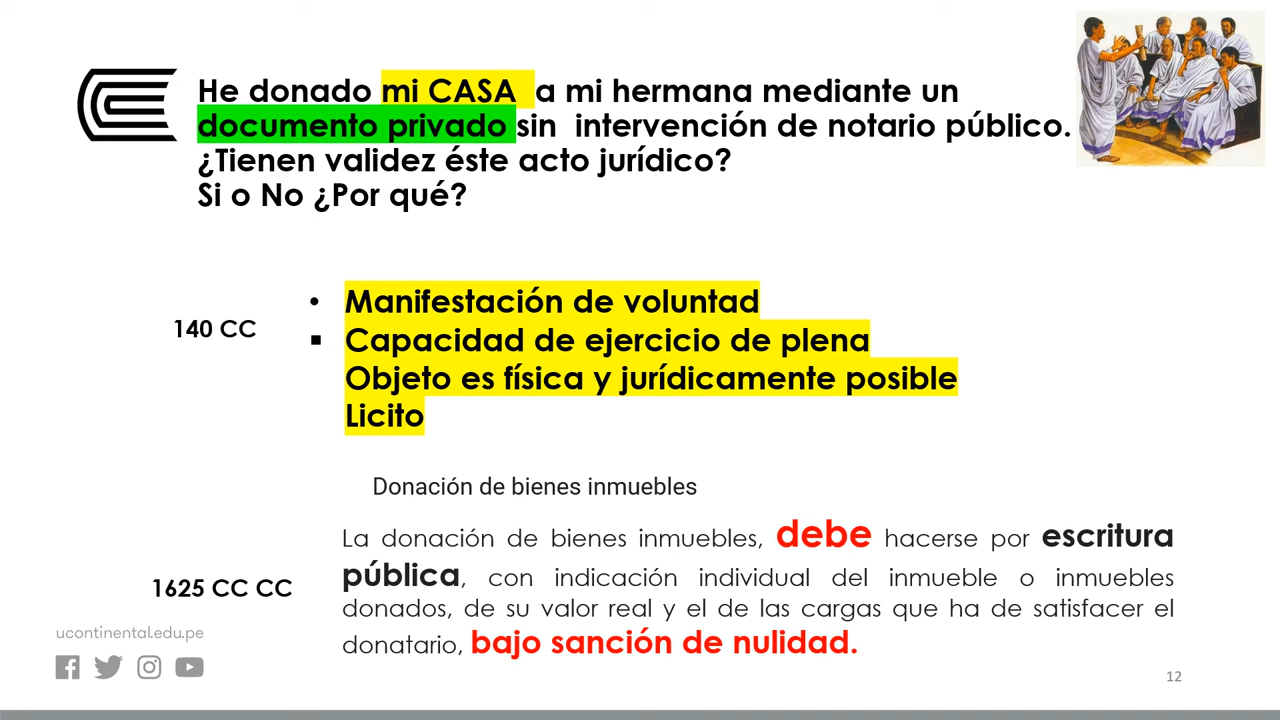 He donado mi CASA a mi hermana mediante un
documento privado sin intervención de notario público.
¿Tienen validez éste acto jurídico?
Si o No ¿Por qué?
140 CC
• Manifestación de voluntad
▪ Capacidad de ejercicio de plena
Objeto es física y jurídicamente posible
Licito
Donación de bienes inmuebles
1625 CC CC
La donación de bienes inmuebles, debe hacerse por escritura
pública, con indicación individual del inmueble o inmuebles
donados, de su valor real y el de las cargas que ha de satisfacer el
donatario, bajo sanción de nulidad.
ucontinental.edu.pe
12